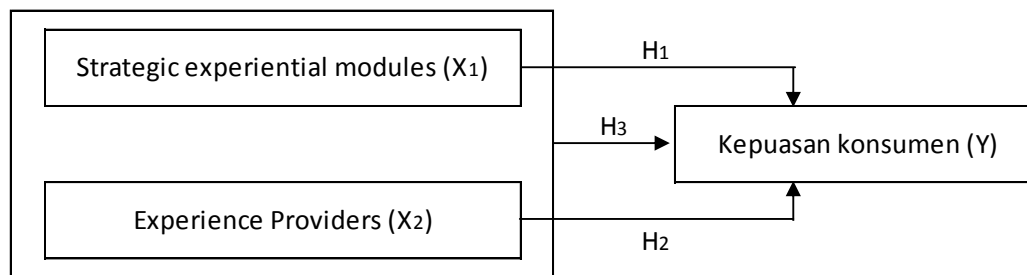 Strategic experiential modules (X1)
H1
H3
Kepuasan konsumen (Y)
Experience Providers (X2)
H2